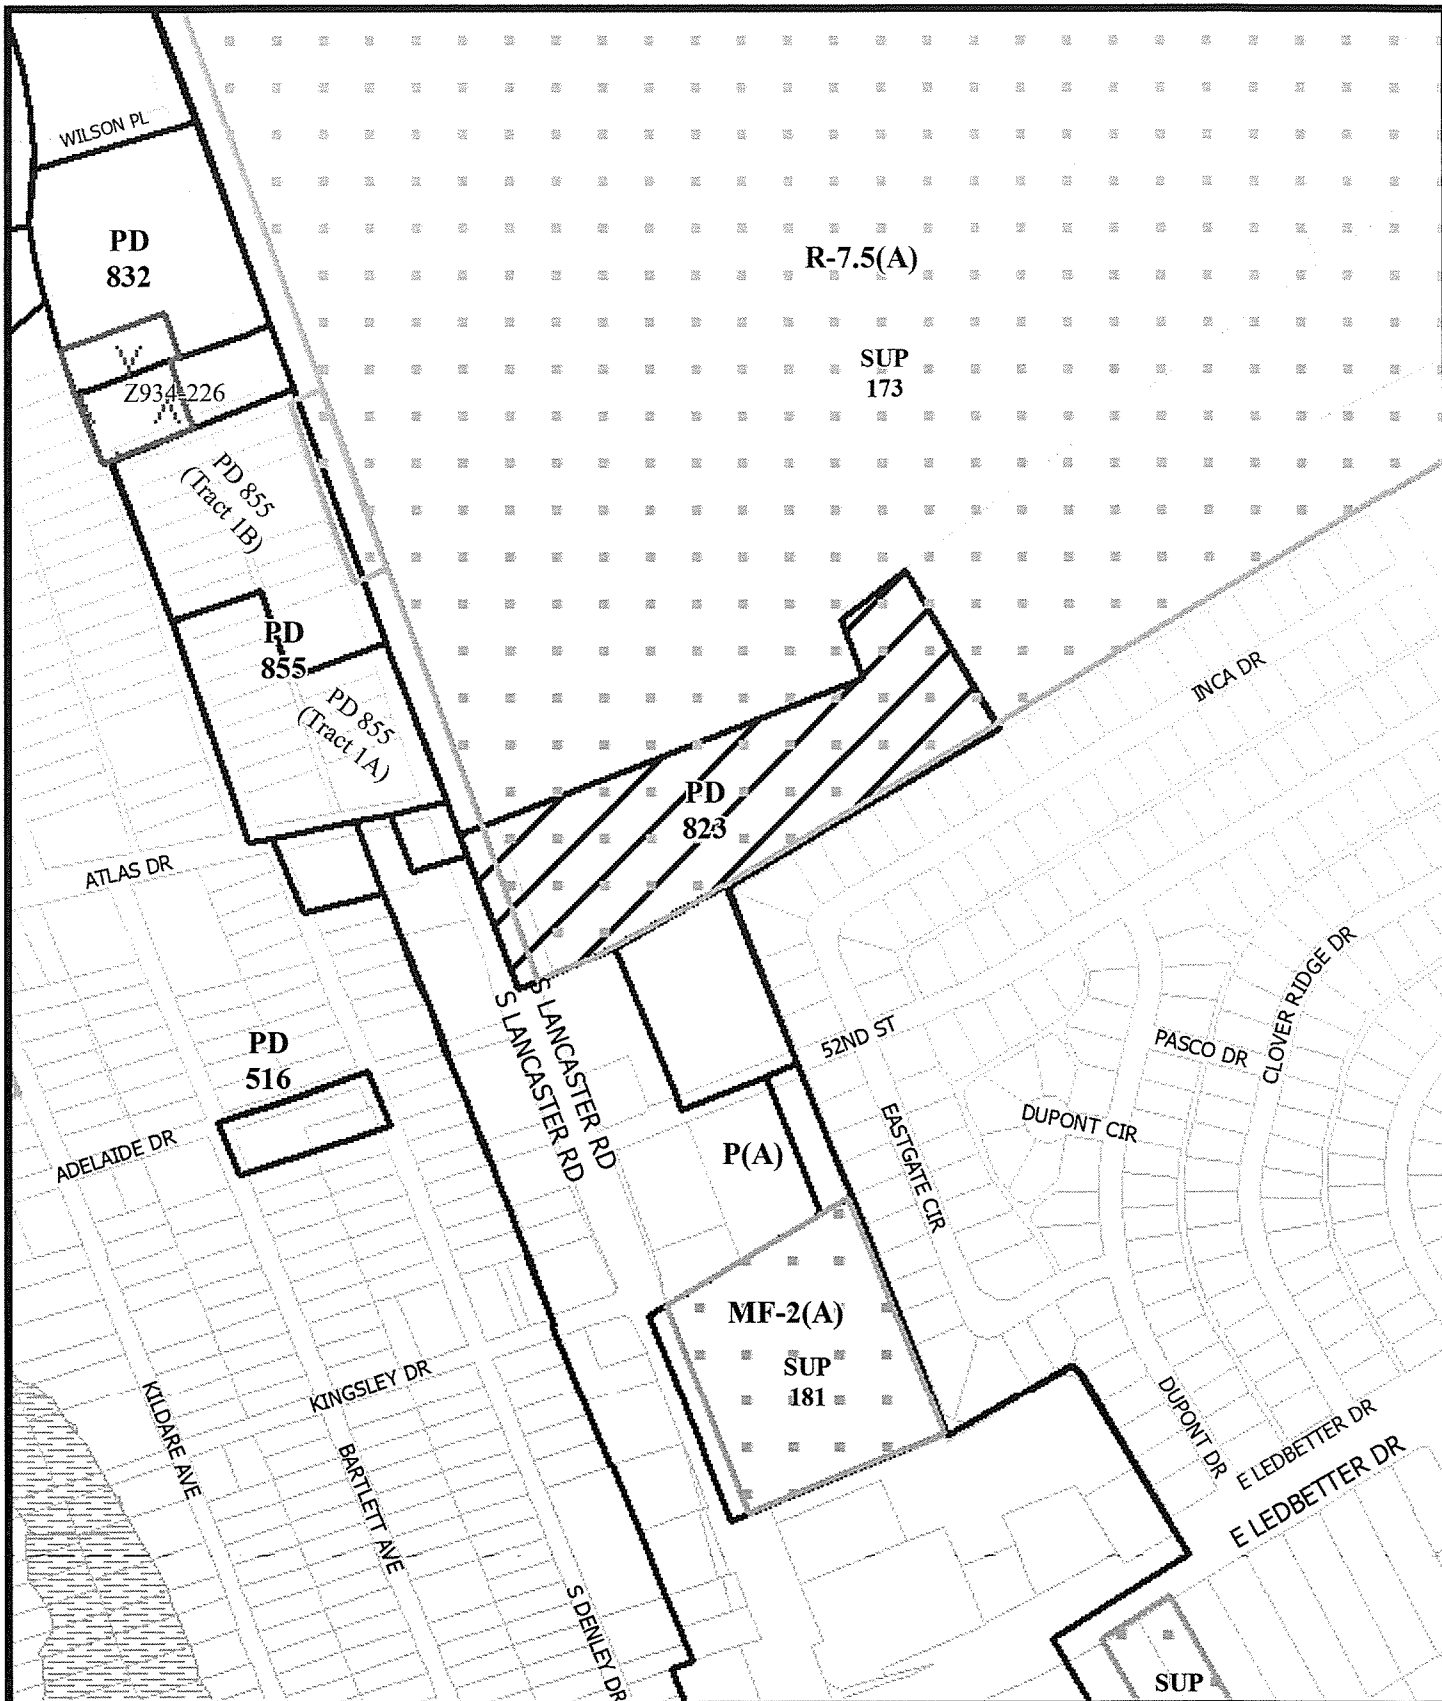 WILSON PL
PD
832
R-7.5(A)
SUP
173
Z934-226
PD 855
(Tract 1B)
PD
855
PD 855
(Tract 1A)
INCA DR
PD
823
ATLAS DR
S LANCASTER RD
S LANCASTER RD
52ND ST
CLOVER RIDGE DR
PASCO DR
PD
516
DUPONT CIR
ADELAIDE DR
P(A)
EASTGATE CIR
MF-2(A)
SUP
181
KINGSLEY DR
KILDARE AVE
BARTLETT AVE
DUPONT DR
E LEDBETTER DR
E LEDBETTER DR
S DENLEY DR
SUP